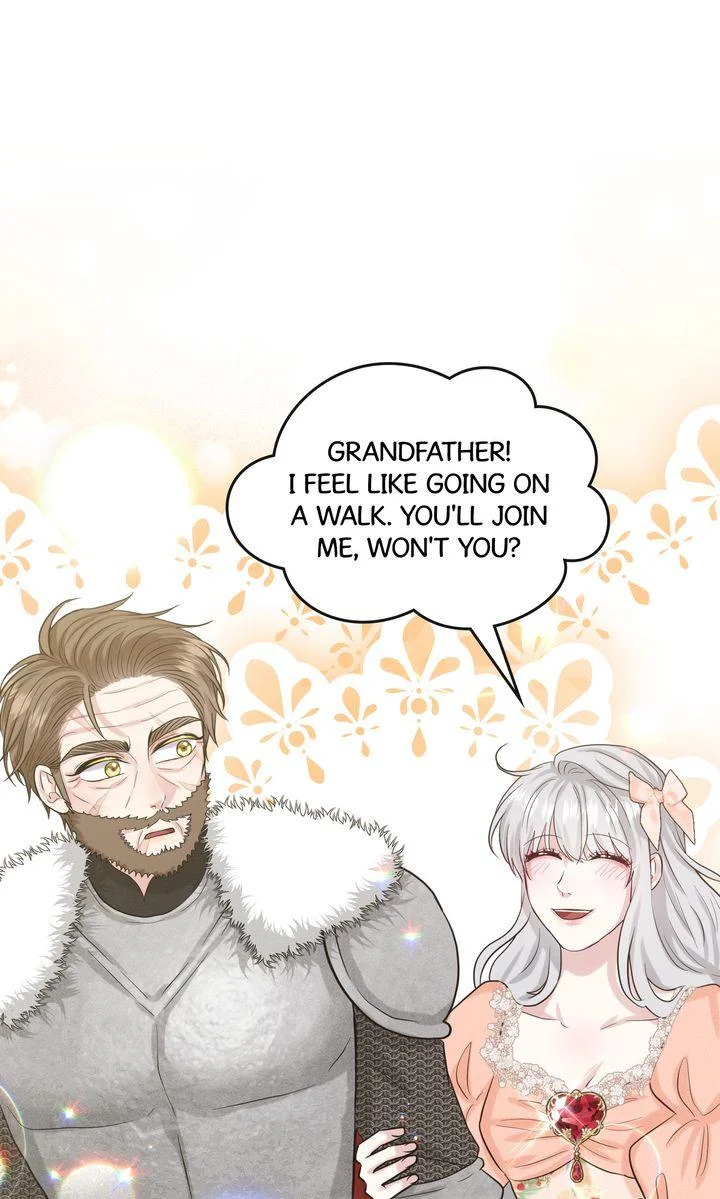 GRANDFATHER!
I FEEL LIKE GOING ON
A WALK. YOU'LL JOIN
ME, WON'T YOU?